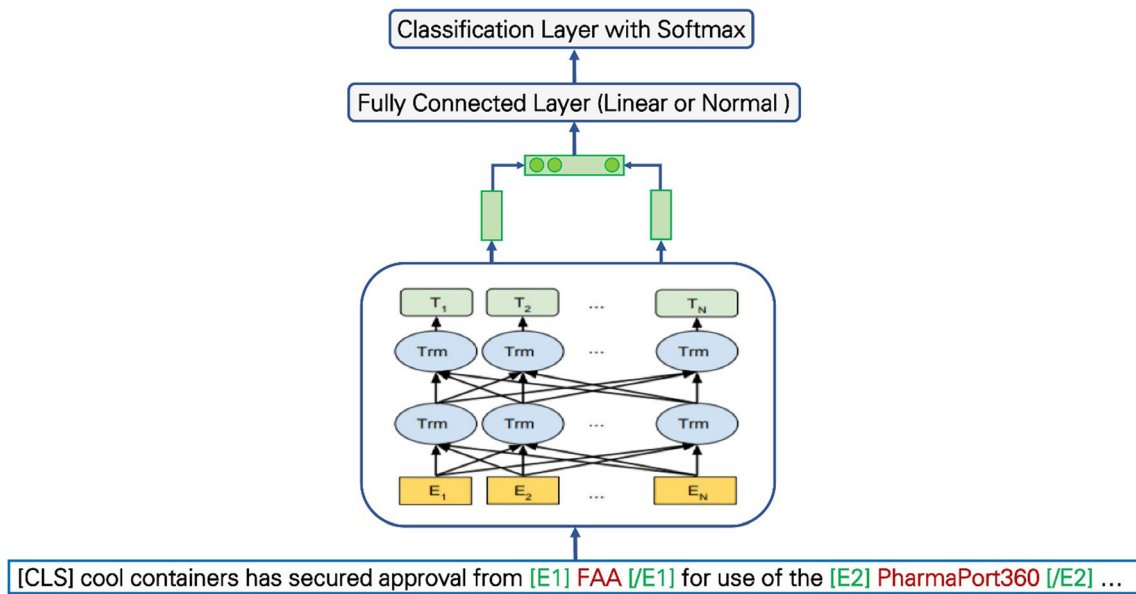 Classification Layer with Softmax
Fully Connected Layer (Linear or Normal )
T1 T2 ... TN
Trm Trm ... Trm
Trm Trm ... Trm
E1 E2 ... EN
[CLS] cool containers has secured approval from [E1] FAA [/E1] for use of the [E2] PharmaPort360 [/E2] ...